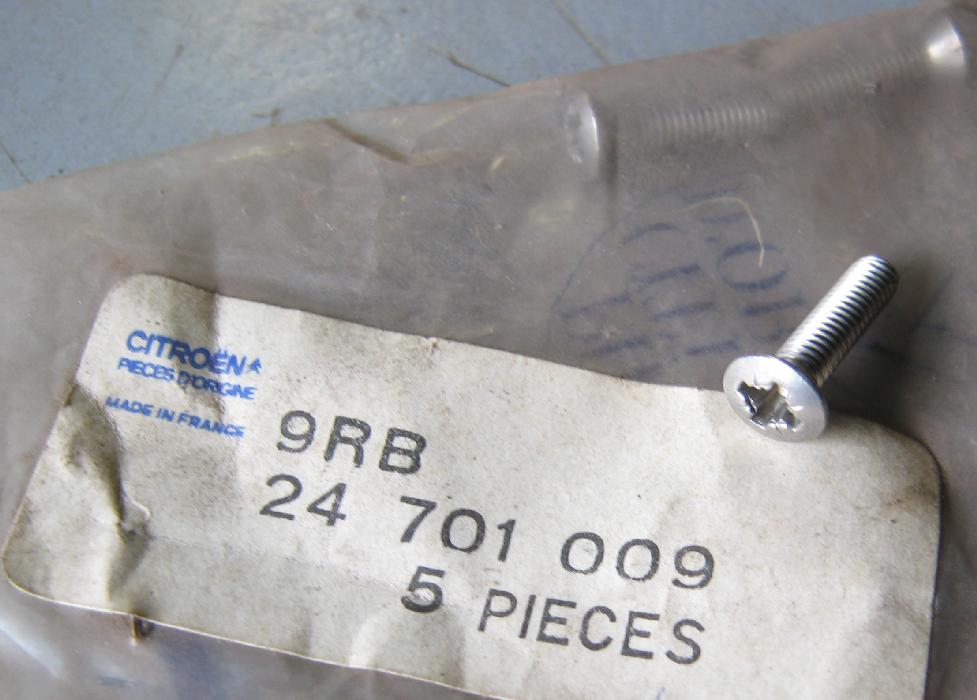 CITROËN
PIECES D'ORIGINE
MADE IN FRANCE
9RB
24 701 009
5 PIECES